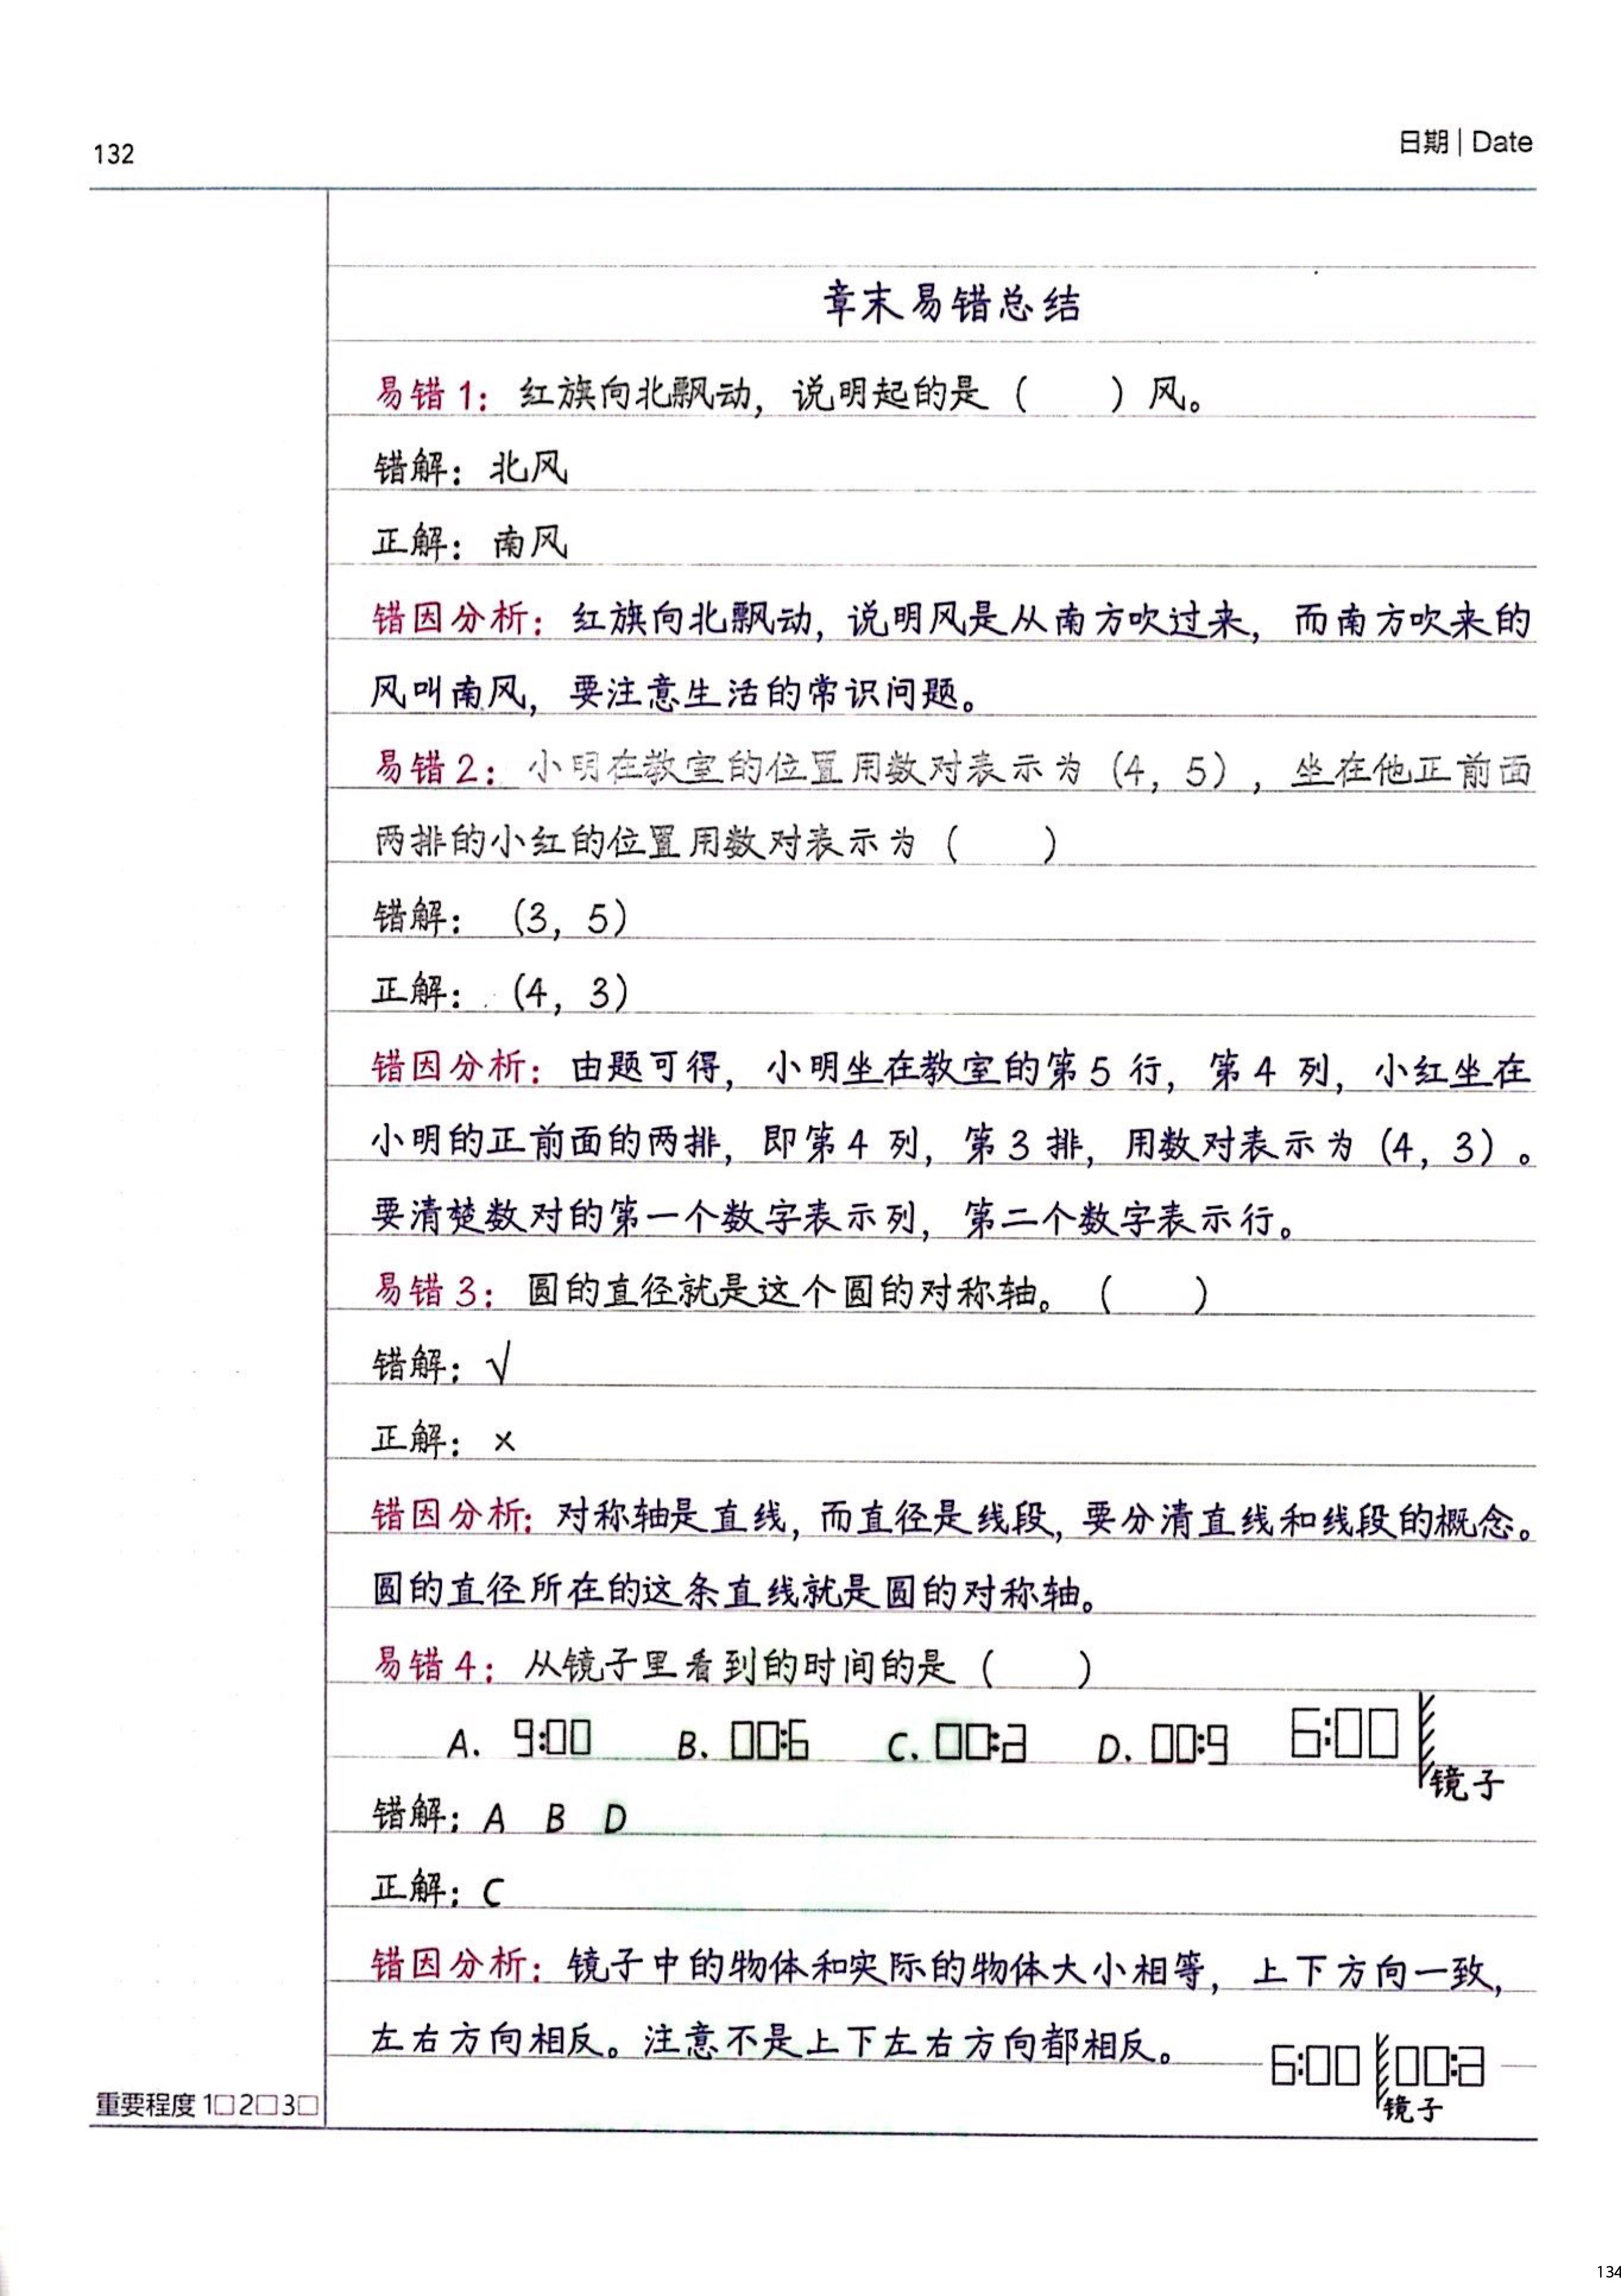 132
日期 | Date
章末易错总结
易错1：红旗向北飘动，说明起的是（　　）风。
错解：北风
正解：南风
错因分析：红旗向北飘动，说明风是从南方吹过来，而南方吹来的
风叫南风，要注意生活的常识问题。
易错2：小明在教室的位置用数对表示为（4，5），坐在他正前面
两排的小红的位置用数对表示为（　　）
错解：（3，5）
正解：（4，3）
错因分析：由题可得，小明坐在教室的第5行，第4列，小红坐在
小明的正前面的两排，即第4列，第3排，用数对表示为（4，3）。
要清楚数对的第一个数字表示列，第二个数字表示行。
易错3：圆的直径就是这个圆的对称轴。（　　）
错解：√
正解：×
错因分析：对称轴是直线，而直径是线段，要分清直线和线段的概念。
圆的直径所在的这条直线就是圆的对称轴。
易错4：从镜子里看到的时间的是（　　）
A. 9:00　B. 00:6　C. 00:a　D. 00:9　6:00
镜子
错解：A　B　D
正解：C
错因分析：镜子中的物体和实际的物体大小相等，上下方向一致，
左右方向相反。注意不是上下左右方向都相反。
6:00　00:a
镜子
重要程度 1□ 2□ 3□
134